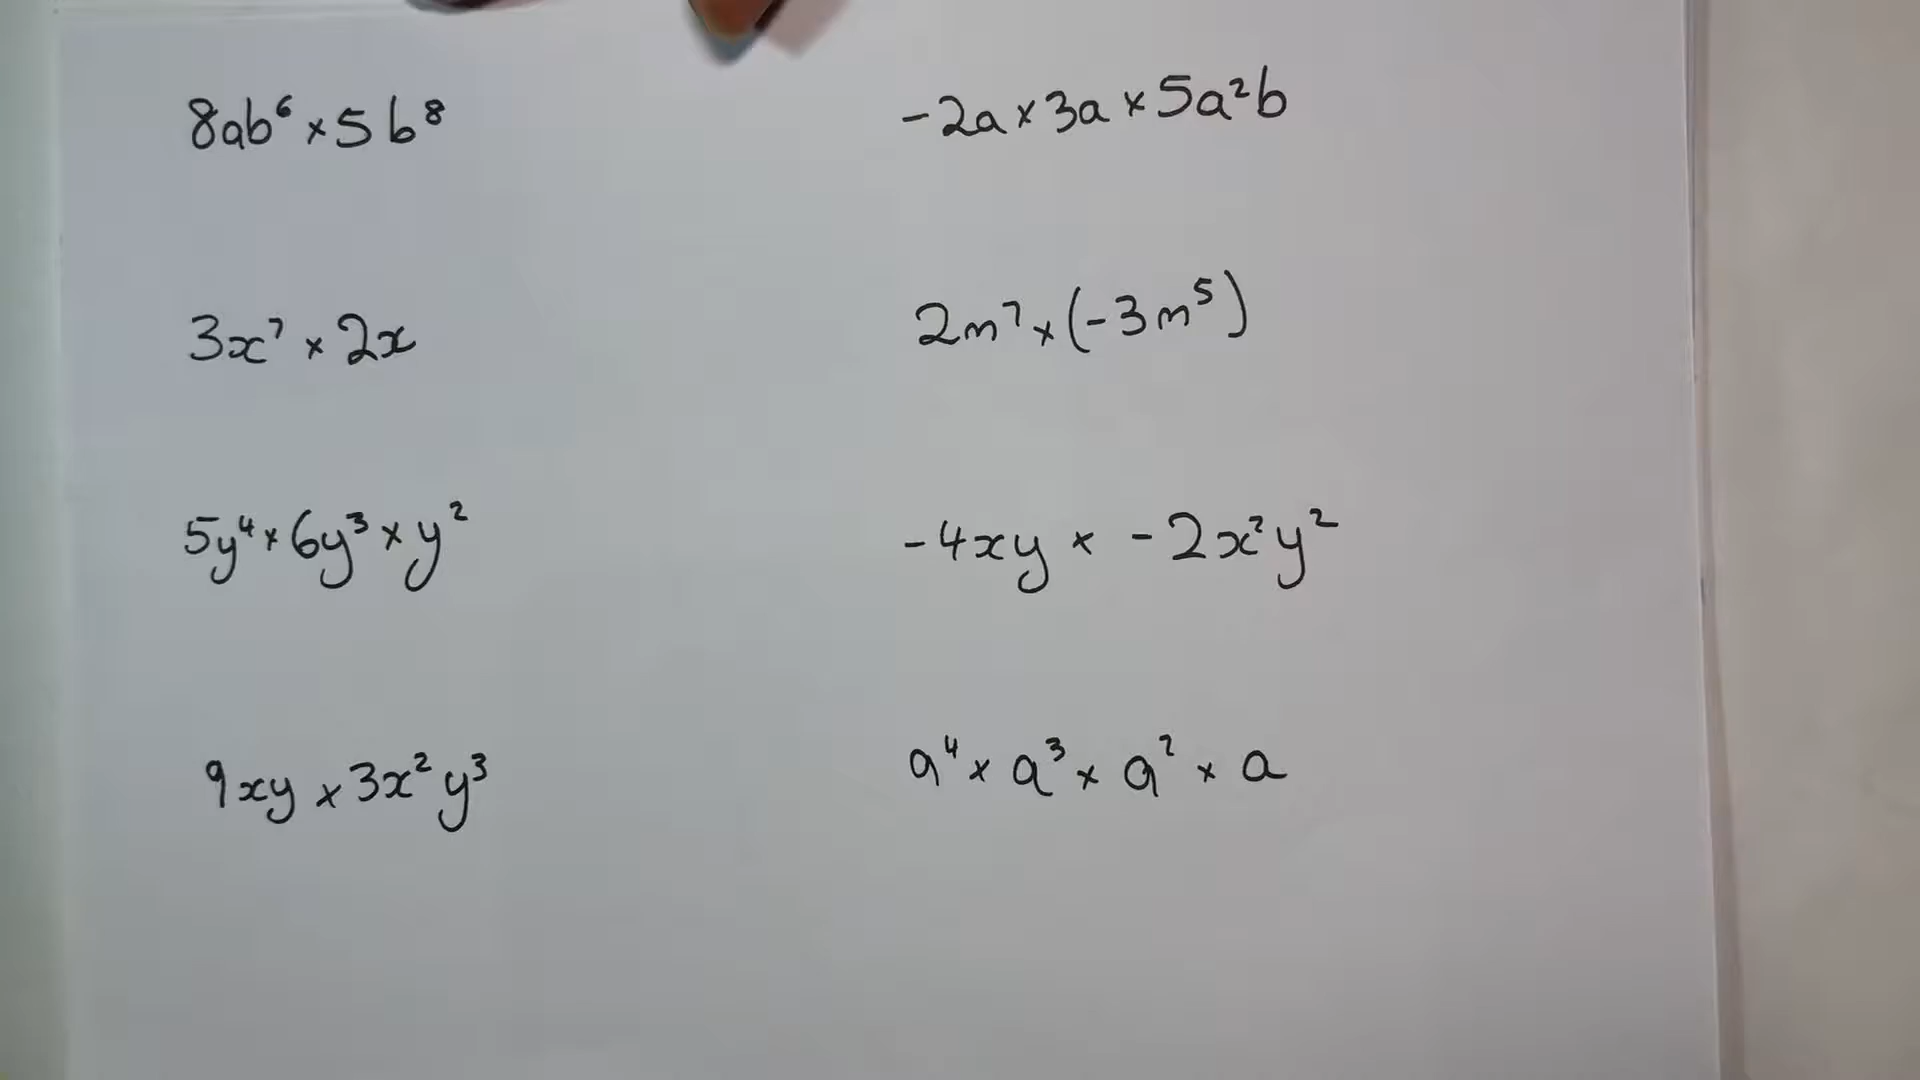 8ab⁶ × 5b⁸
-2a × 3a × 5a²b
3x⁷ × 2x
2m⁷ × (-3m⁵)
5y⁴ × 6y³ × y²
-4xy × -2x²y²
9xy × 3x²y³
a⁴ × a³ × a² × a